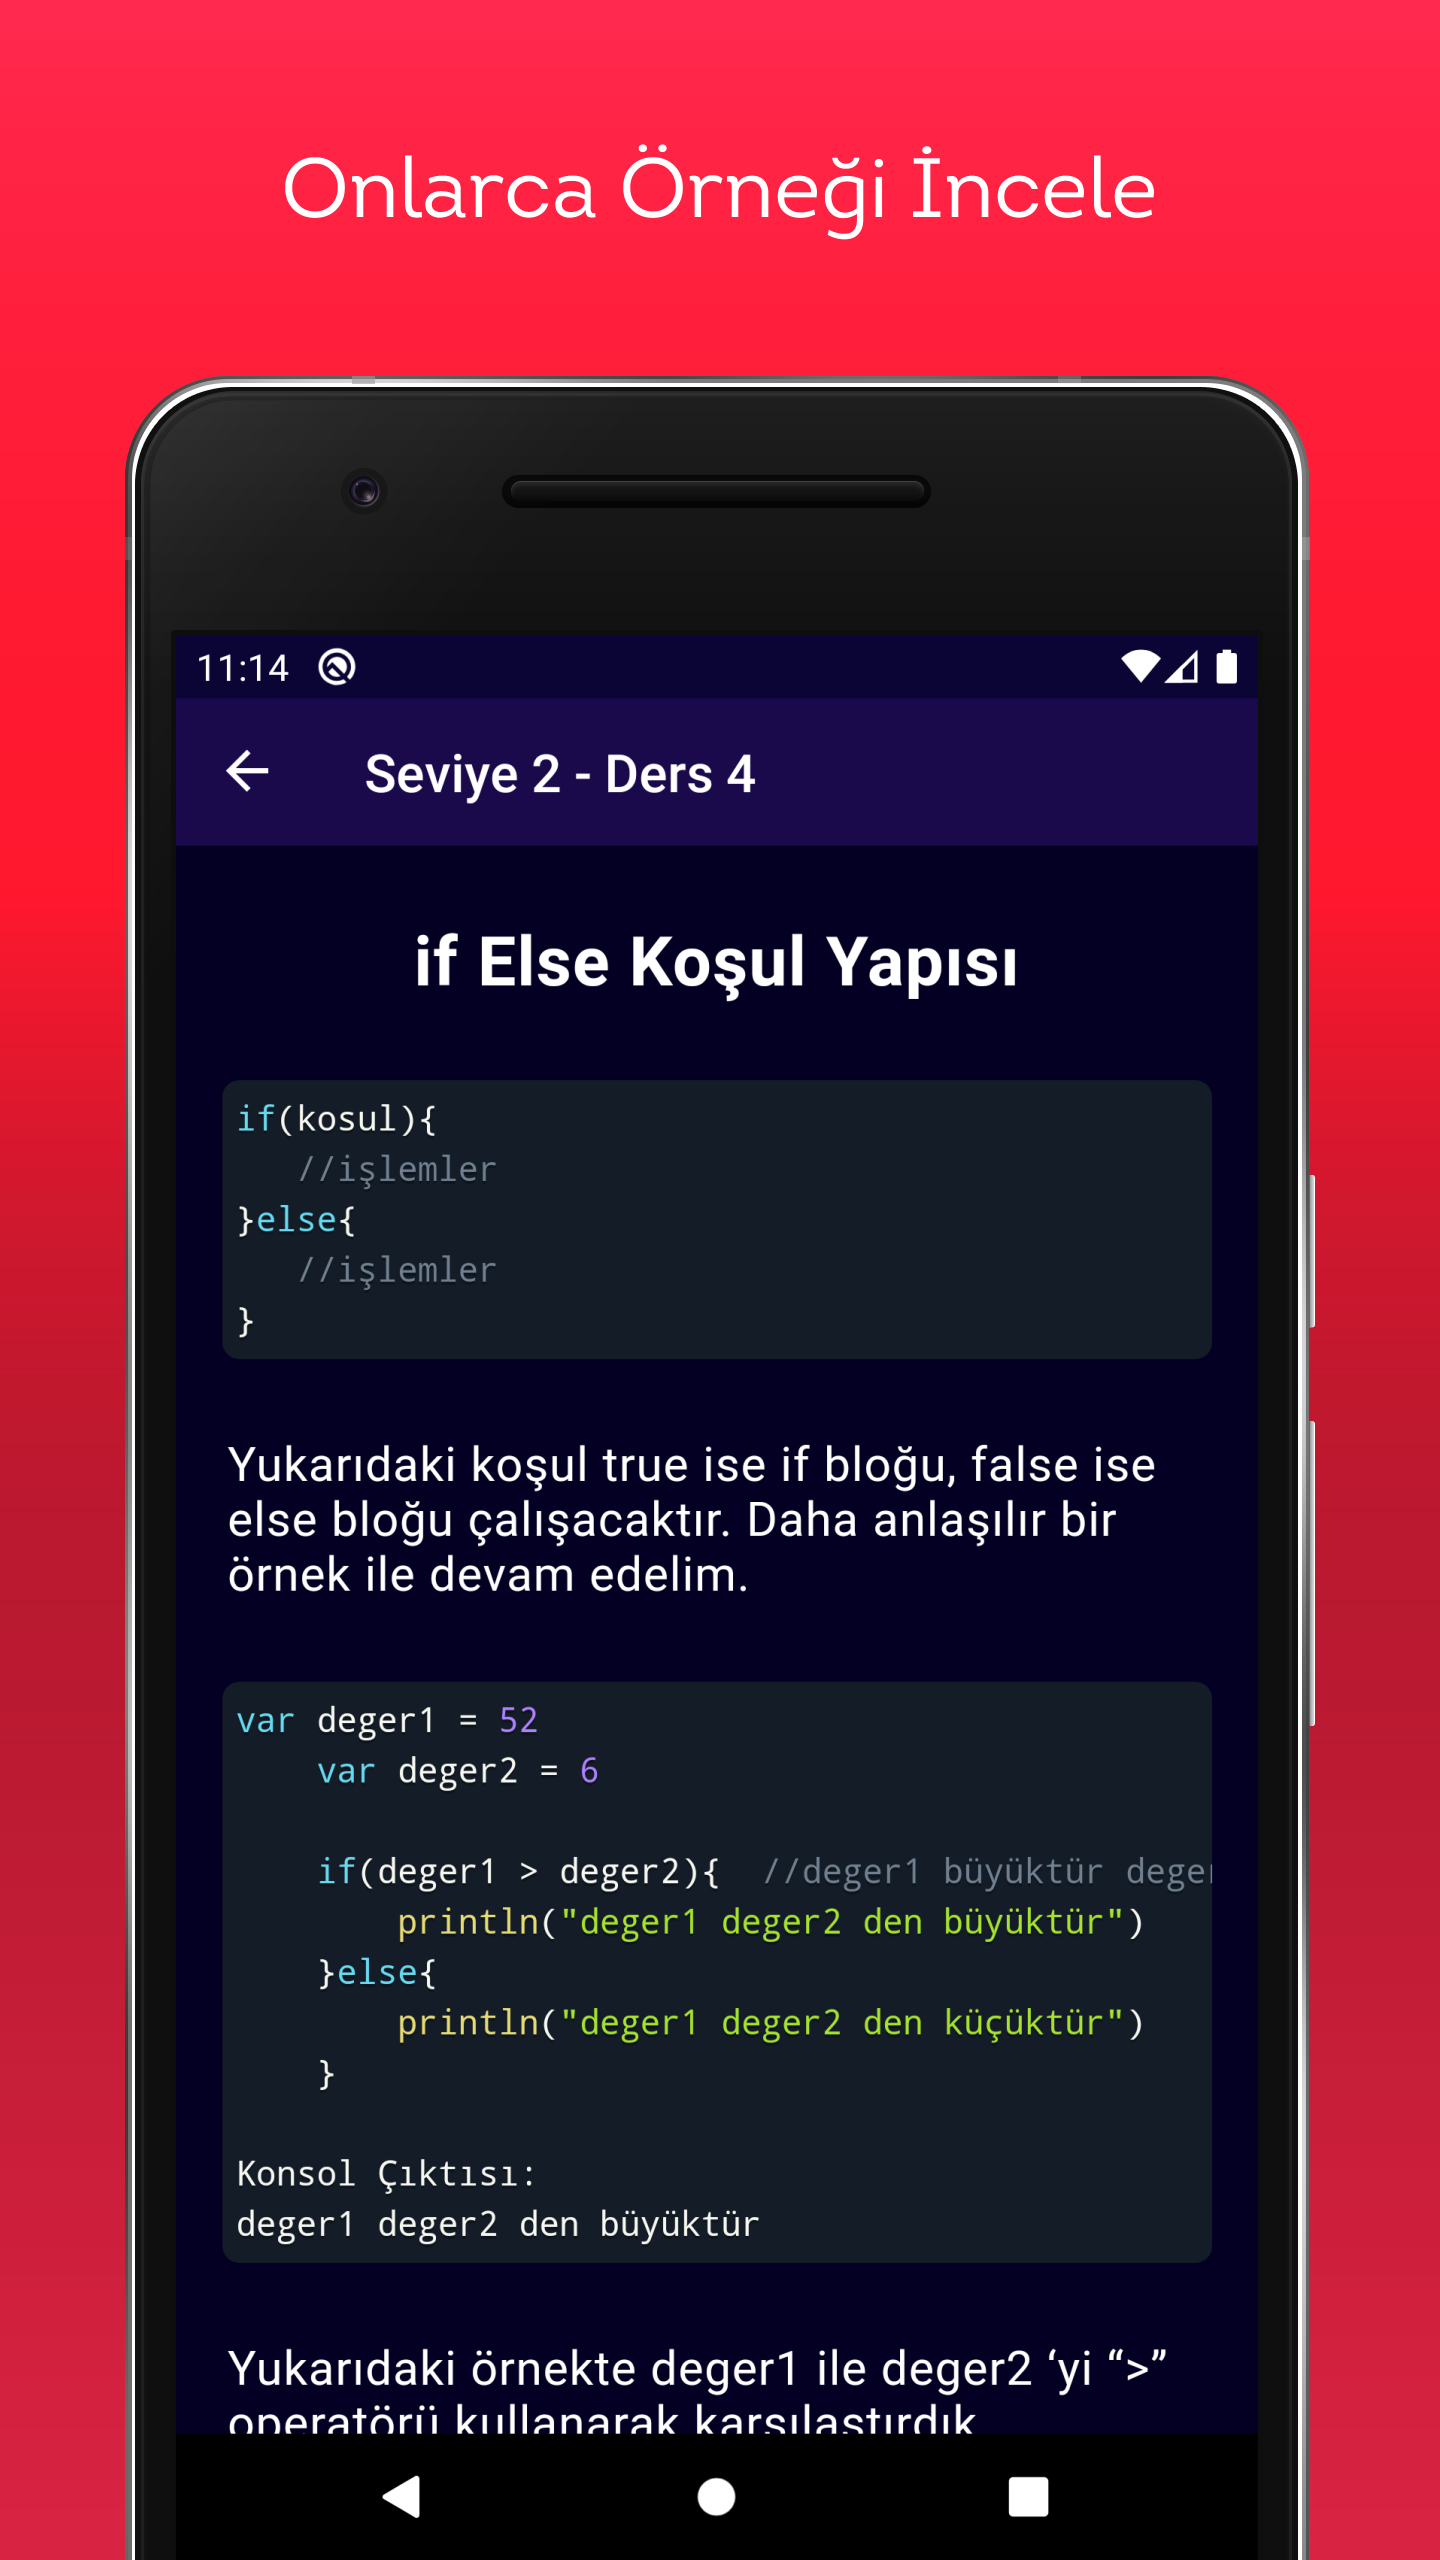 Onlarca Örneği İncele
11:14
Seviye 2 - Ders 4
if Else Koşul Yapısı
if(kosul){
//işlemler
}else{
//işlemler
}
Yukarıdaki koşul true ise if bloğu, false ise
else bloğu çalışacaktır. Daha anlaşılır bir
örnek ile devam edelim.
var deger1 = 52
var deger2 = 6
if(deger1 > deger2){  //deger1 büyüktür
println("deger1 deger2 den büyüktür")
}else{
println("deger1 deger2 den küçüktür")
}
Konsol Çıktısı:
deger1 deger2 den büyüktür
Yukarıdaki örnekte deger1 ile deger2 ‘yi “>”
operatörü kullanarak karşılaştırdık